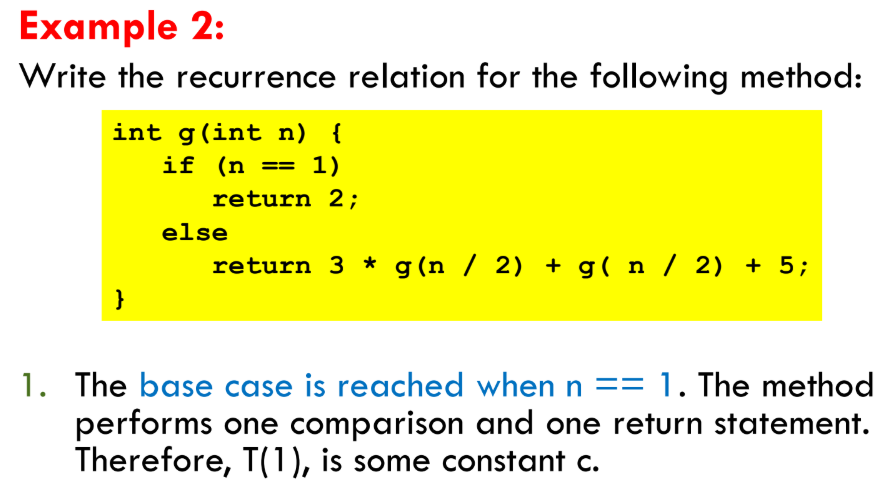 Example 2:
Write the recurrence relation for the following method:
int g(int n) {
if (n == 1)
return 2;
else
return 3 * g(n / 2) + g( n / 2) + 5;
}
1. The base case is reached when n == 1. The method
performs one comparison and one return statement.
Therefore, T(1), is some constant c.